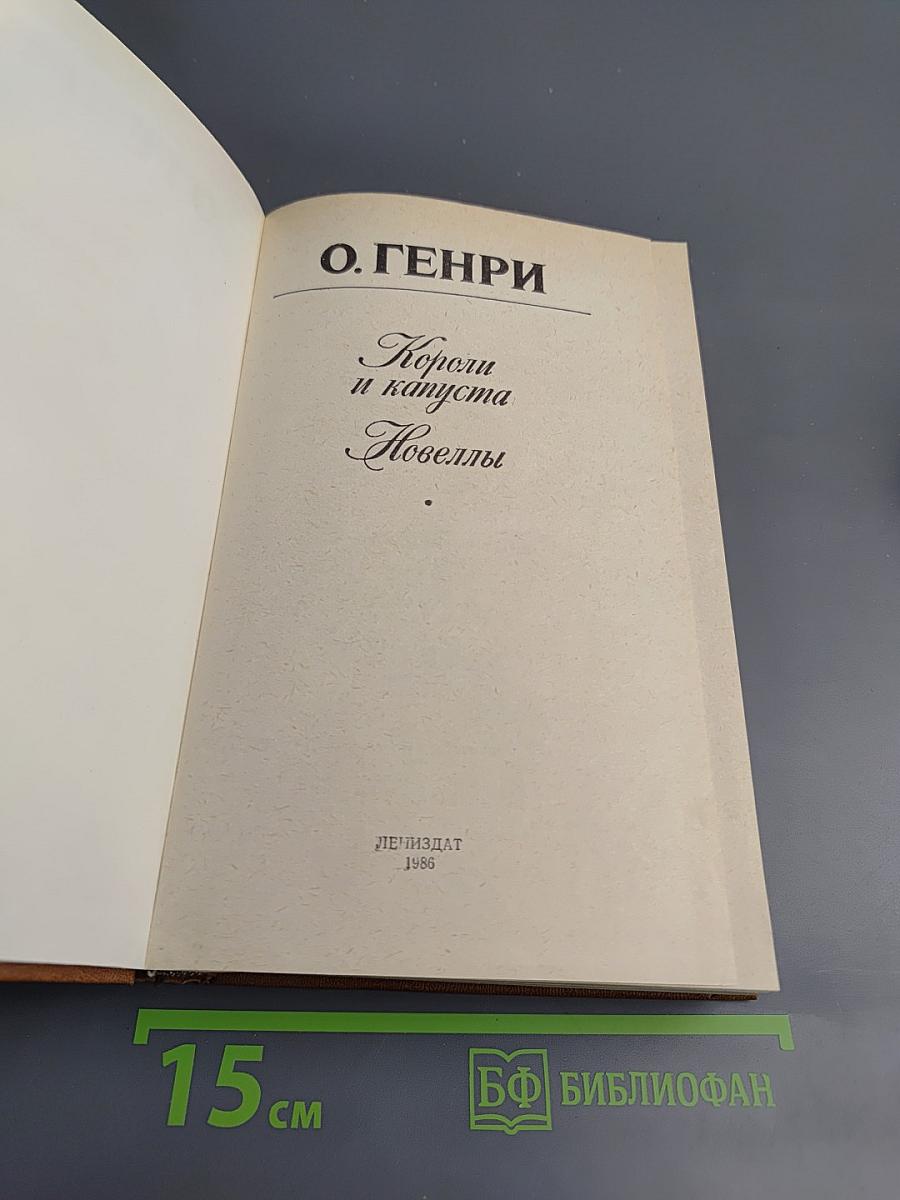 О. ГЕНРИ
Короли
и капуста
Новеллы
ЛЕНИЗДАТ
1986
15 см
БФ БИБЛИОФАН